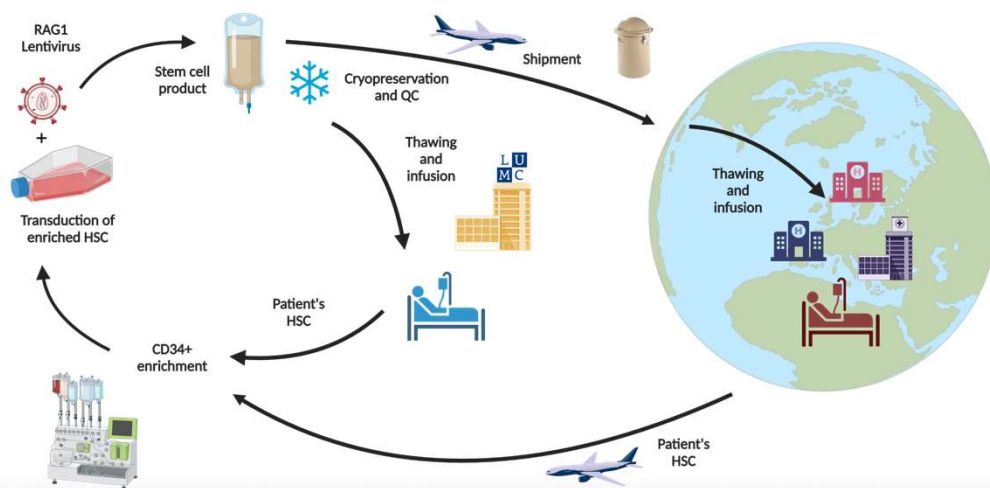 RAG1
Lentivirus
+
Transduction of
enriched HSC
Stem cell
product
Cryopreservation
and QC
Shipment
Thawing
and
infusion
L U
M C
Thawing and
infusion
H
H
Patient's
HSC
CD34+
enrichment
Patient's
HSC